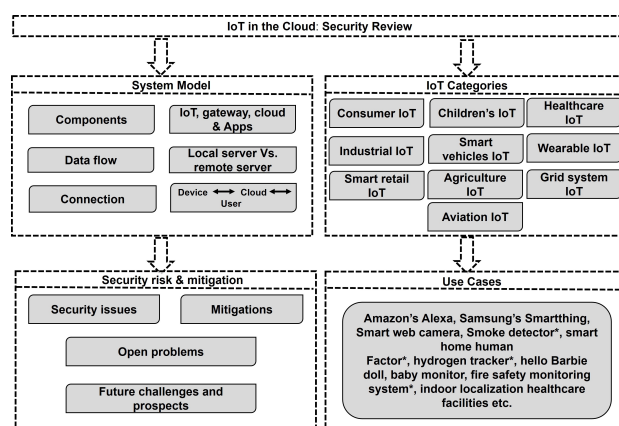 IoT in the Cloud: Security Review
System Model
Components
IoT, gateway, cloud
& Apps
Data flow
Local server Vs.
remote server
Connection
Device Cloud
User
IoT Categories
Consumer IoT
Children's IoT
Healthcare
IoT
Industrial IoT
Smart
vehicles IoT
Wearable IoT
Smart retail
IoT
Agriculture
IoT
Grid system
IoT
Aviation IoT
Security risk & mitigation
Security issues
Mitigations
Open problems
Future challenges and
prospects
Use Cases
Amazon's Alexa, Samsung's Smartthing,
Smart web camera, Smoke detector*, smart
home human
Factor*, hydrogen tracker*, hello Barbie
doll, baby monitor, fire safety monitoring
system*, indoor localization healthcare
facilities etc.